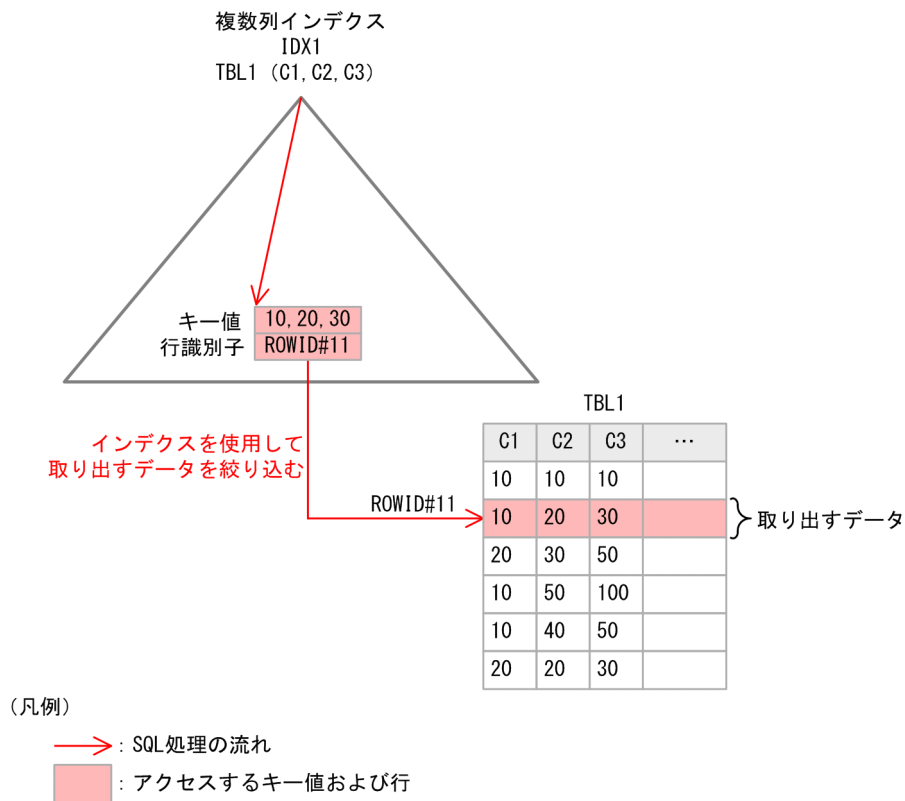 複数列インデクス
IDX1
TBL1 (C1,C2,C3)
キー値 10,20,30
行識別子 ROWID#11
インデクスを使用して
取り出すデータを絞り込む
ROWID#11
TBL1
C1 C2 C3 …
10 10 10
10 20 30
20 30 50
10 50 100
10 40 50
20 20 30
取り出すデータ
(凡例)
: SQL処理の流れ
: アクセスするキー値および行